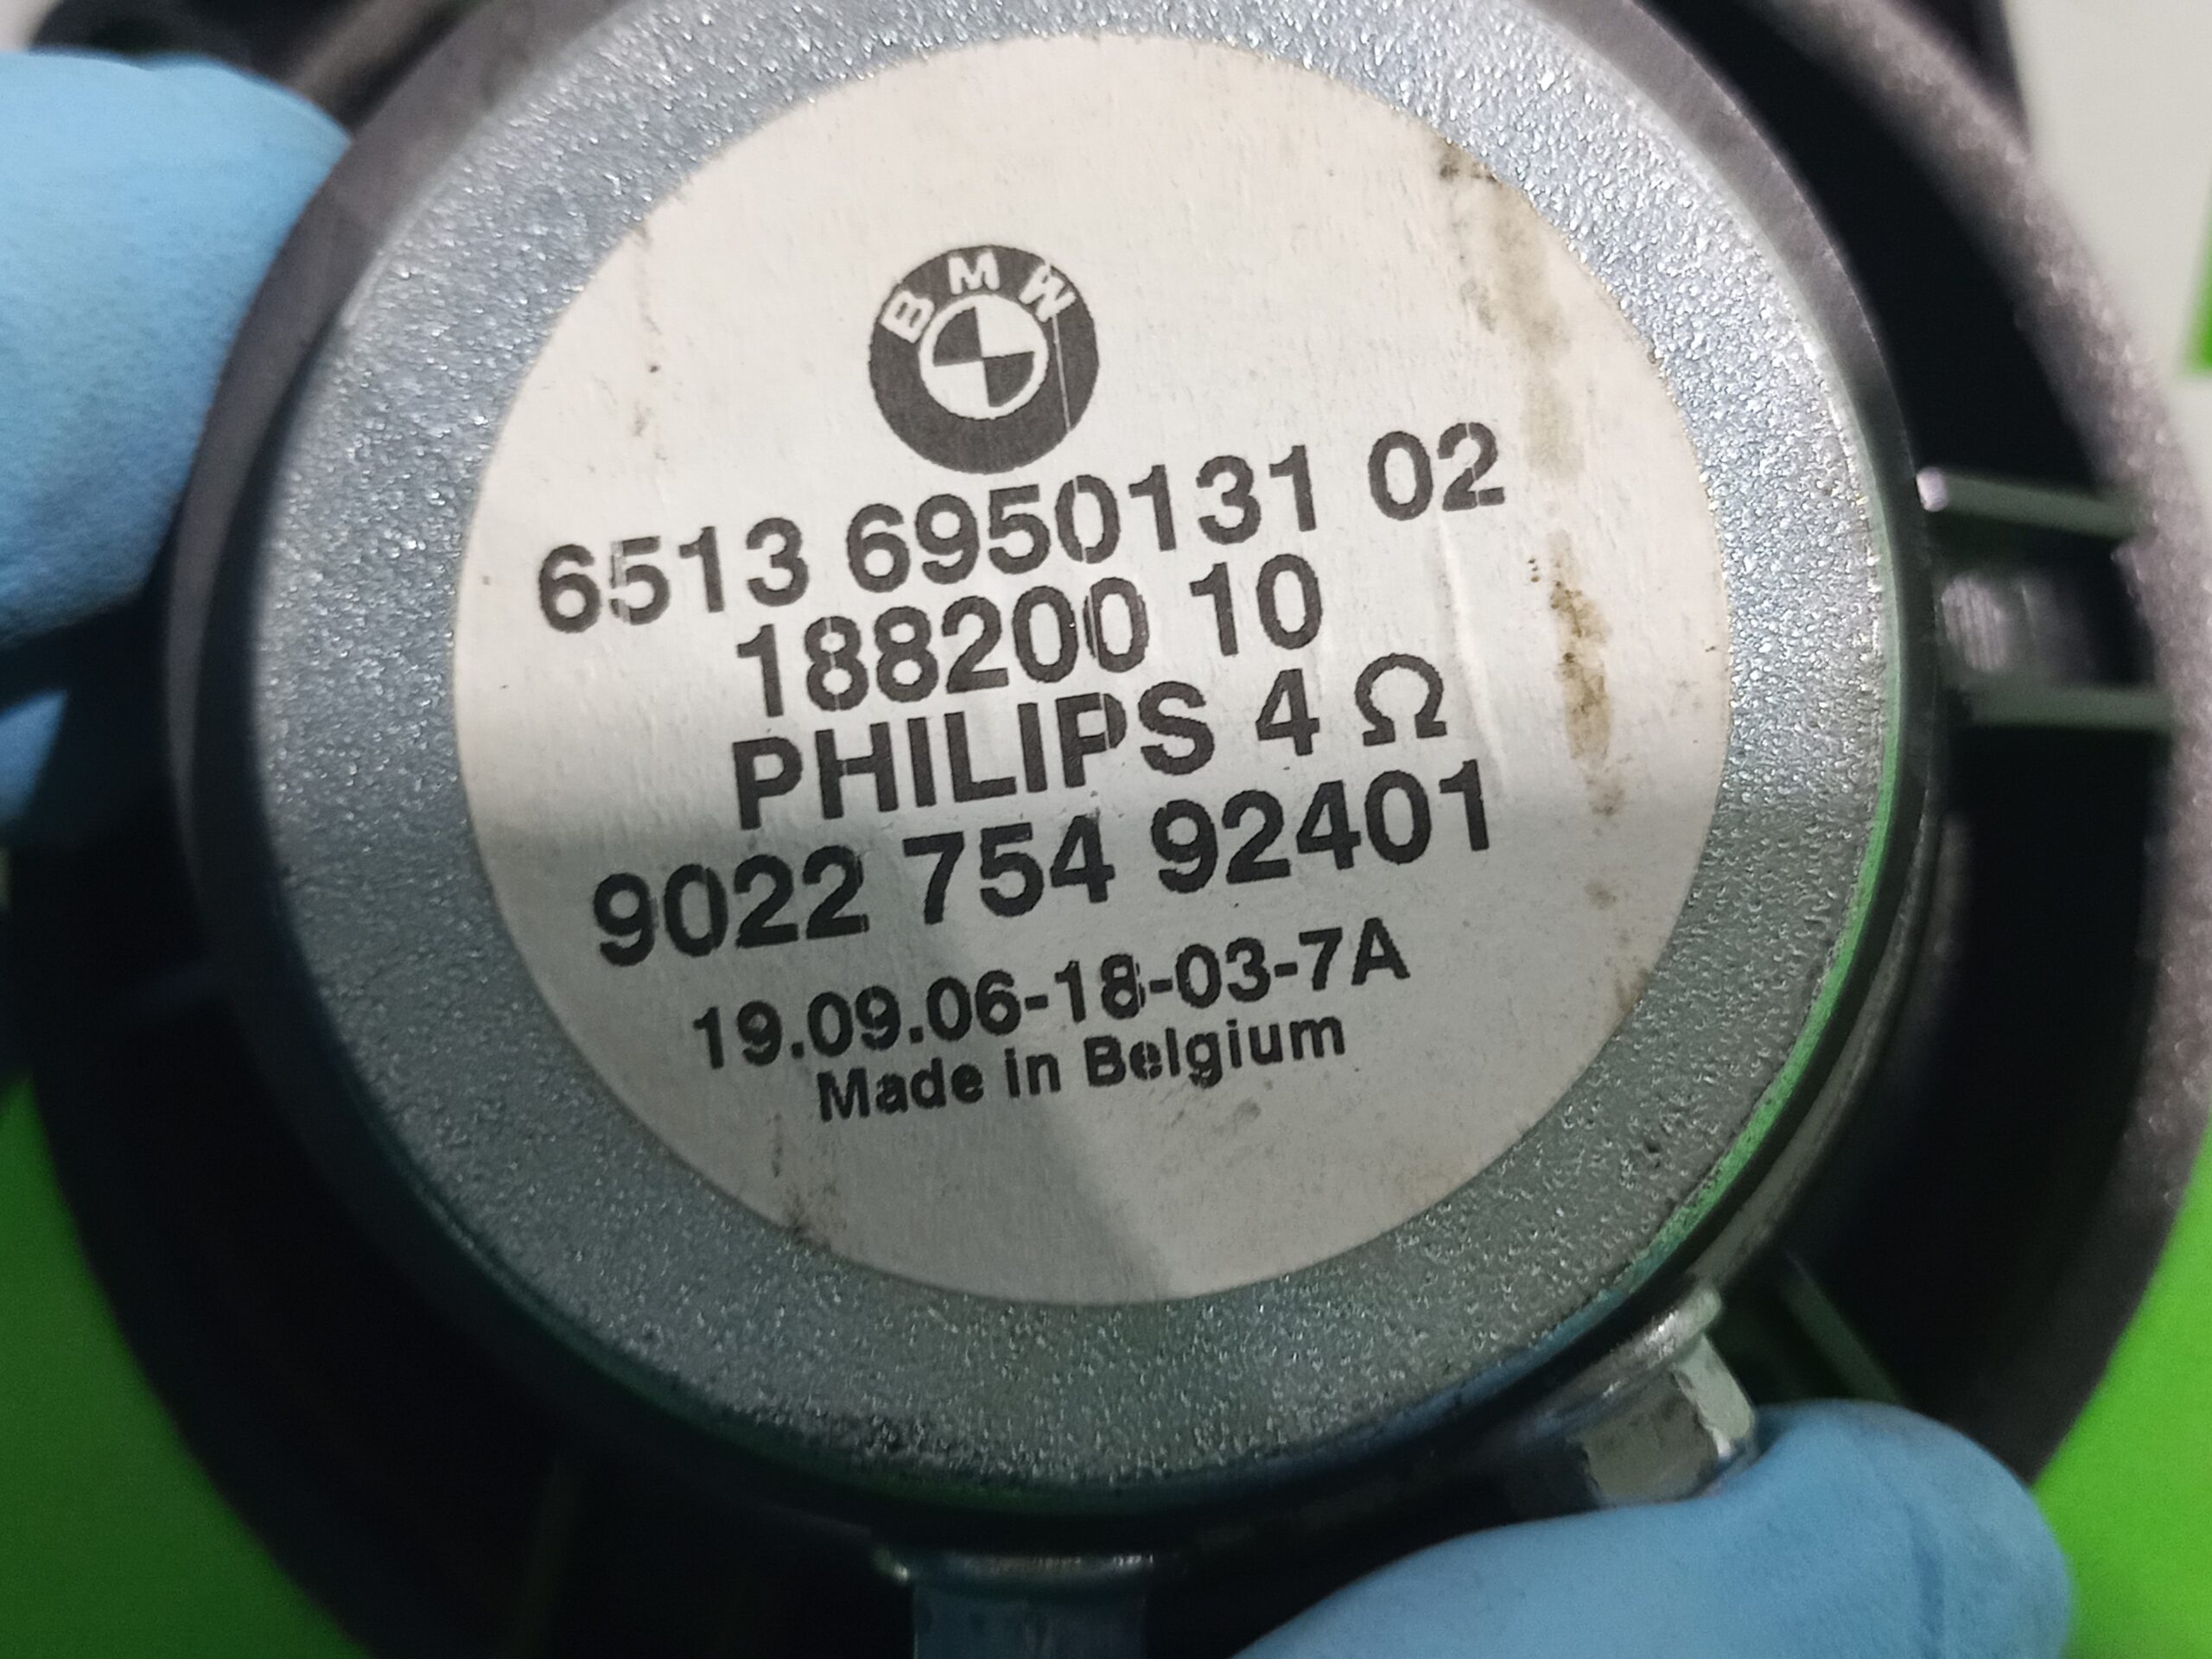 BMW
6513 6950131 02
188200 10
PHILIPS 4 Ω
9022 754 92401
19.09.06-18-03-7A
Made in Belgium